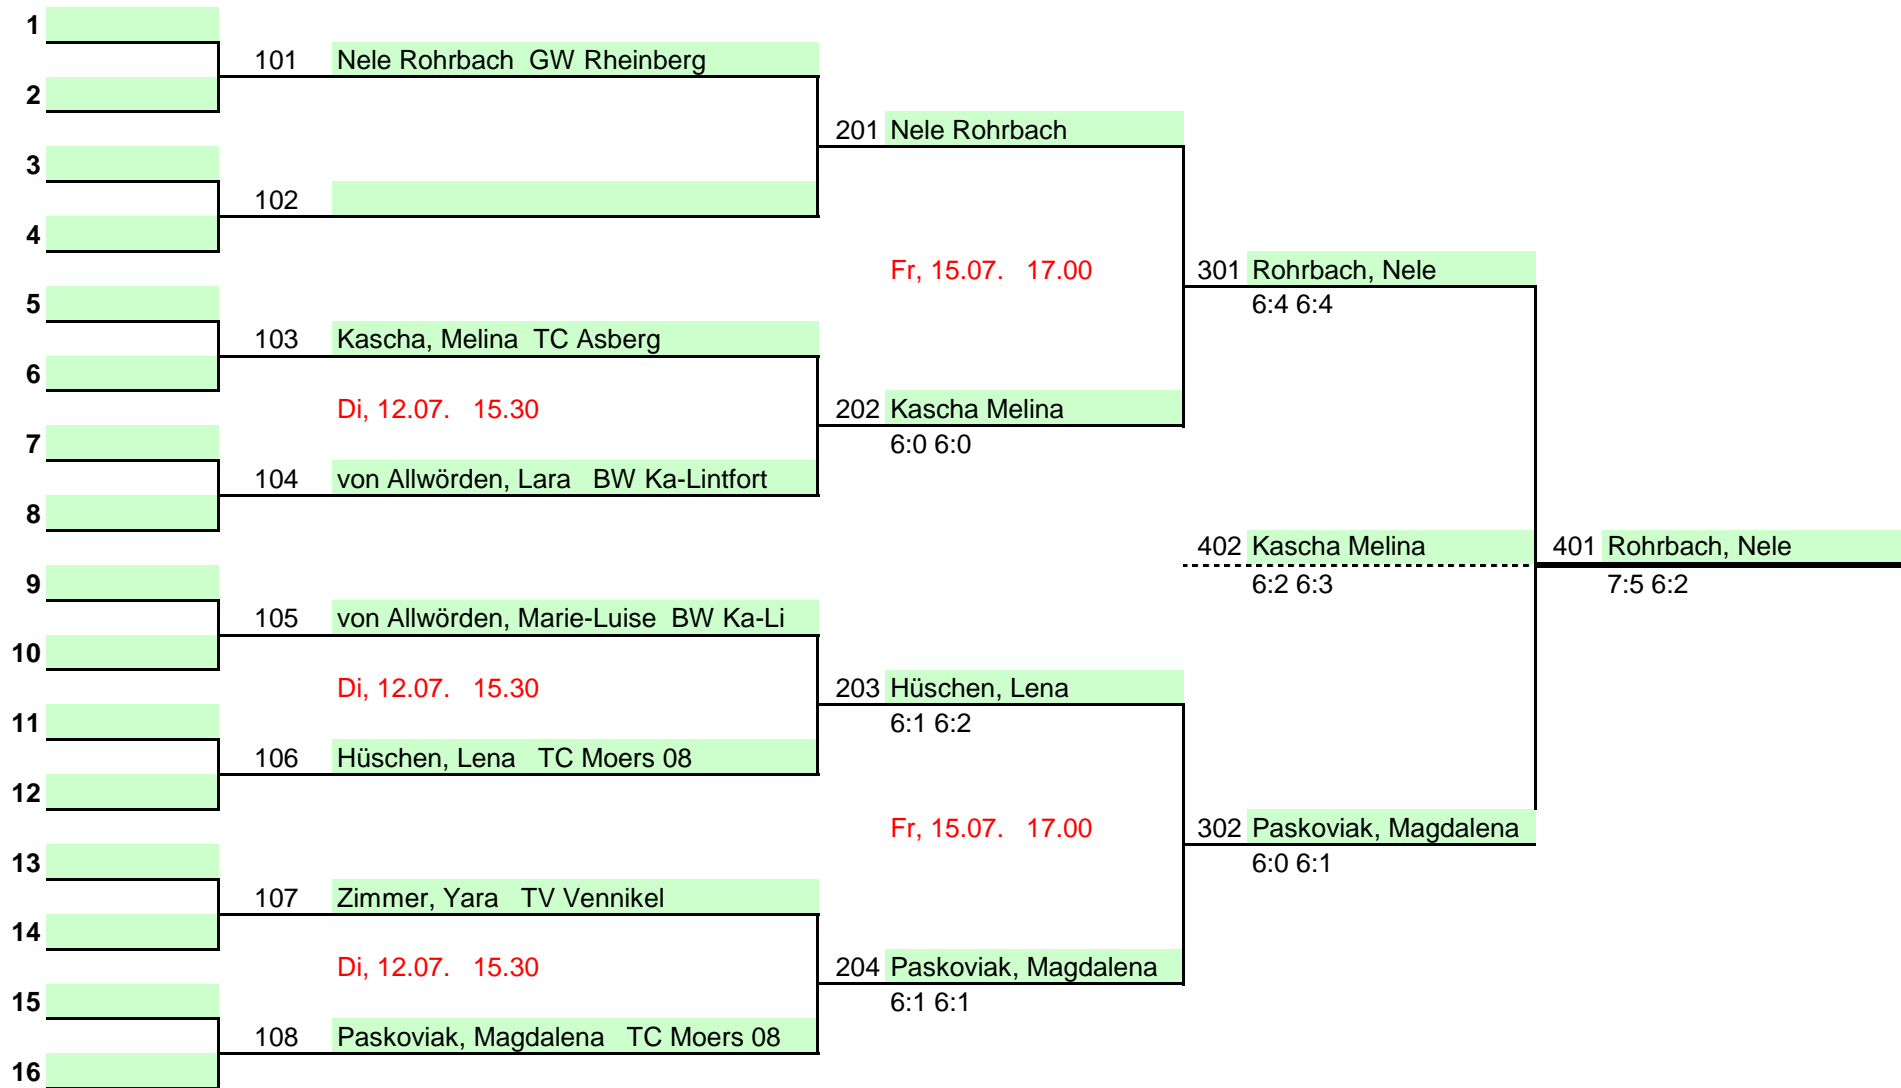 1
101 Nele Rohrbach GW Rheinberg
2
201 Nele Rohrbach
3
102
4
Fr, 15.07. 17.00
301 Rohrbach, Nele
5
6:4 6:4
103 Kascha, Melina TC Asberg
6
Di, 12.07. 15.30
202 Kascha Melina
7
6:0 6:0
104 von Allwörden, Lara BW Ka-Lintfort
8
402 Kascha Melina
401 Rohrbach, Nele
9
6:2 6:3
7:5 6:2
105 von Allwörden, Marie-Luise BW Ka-Li
10
Di, 12.07. 15.30
203 Hüschen, Lena
11
6:1 6:2
106 Hüschen, Lena TC Moers 08
12
Fr, 15.07. 17.00
302 Paskoviak, Magdalena
13
6:0 6:1
107 Zimmer, Yara TV Vennikel
14
Di, 12.07. 15.30
204 Paskoviak, Magdalena
15
6:1 6:1
108 Paskoviak, Magdalena TC Moers 08
16